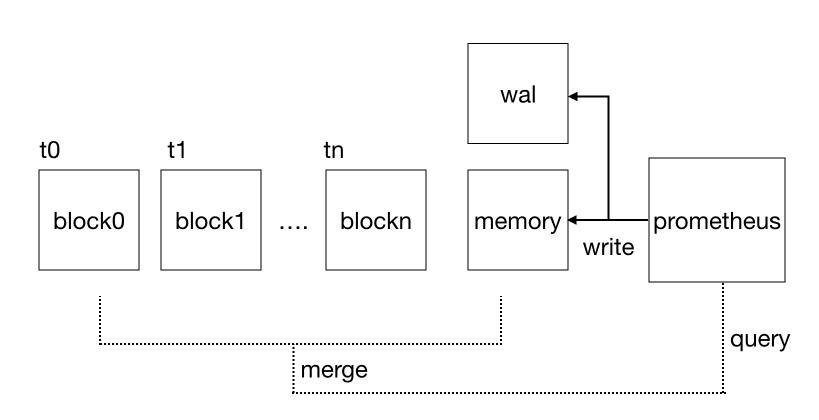 wal
t0
t1
tn
block0
block1
....
blockn
memory
prometheus
write
query
merge